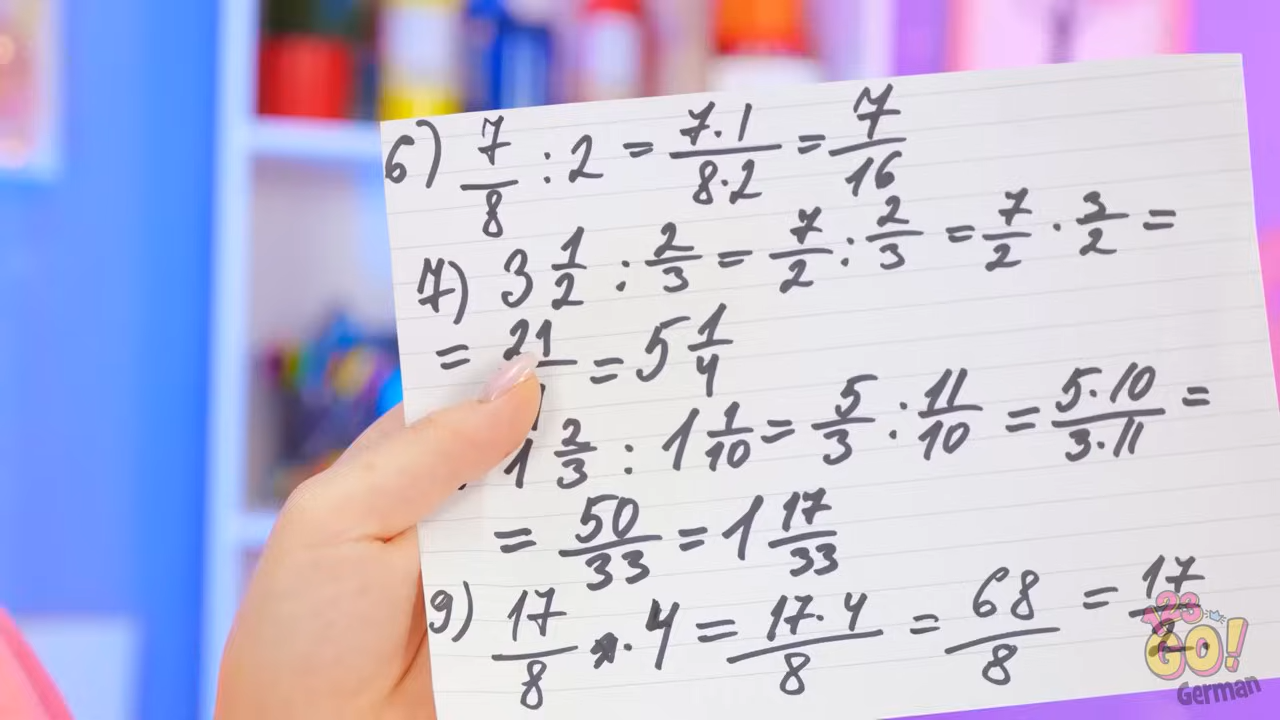 6) 7/8 : 2 = 7·1/8·2 = 7/16
7) 3 1/2 : 2/3 = 7/2 : 2/3 = 7/2 · 3/2 =
= 21/ = 5 1/4
1 2/3 : 1 1/10 = 5/3 : 11/10 = 5·10/3·11 =
= 50/33 = 1 17/33
9) 17/8 · 4 = 17·4/8 = 68/8 = 17/
123
GO!
German